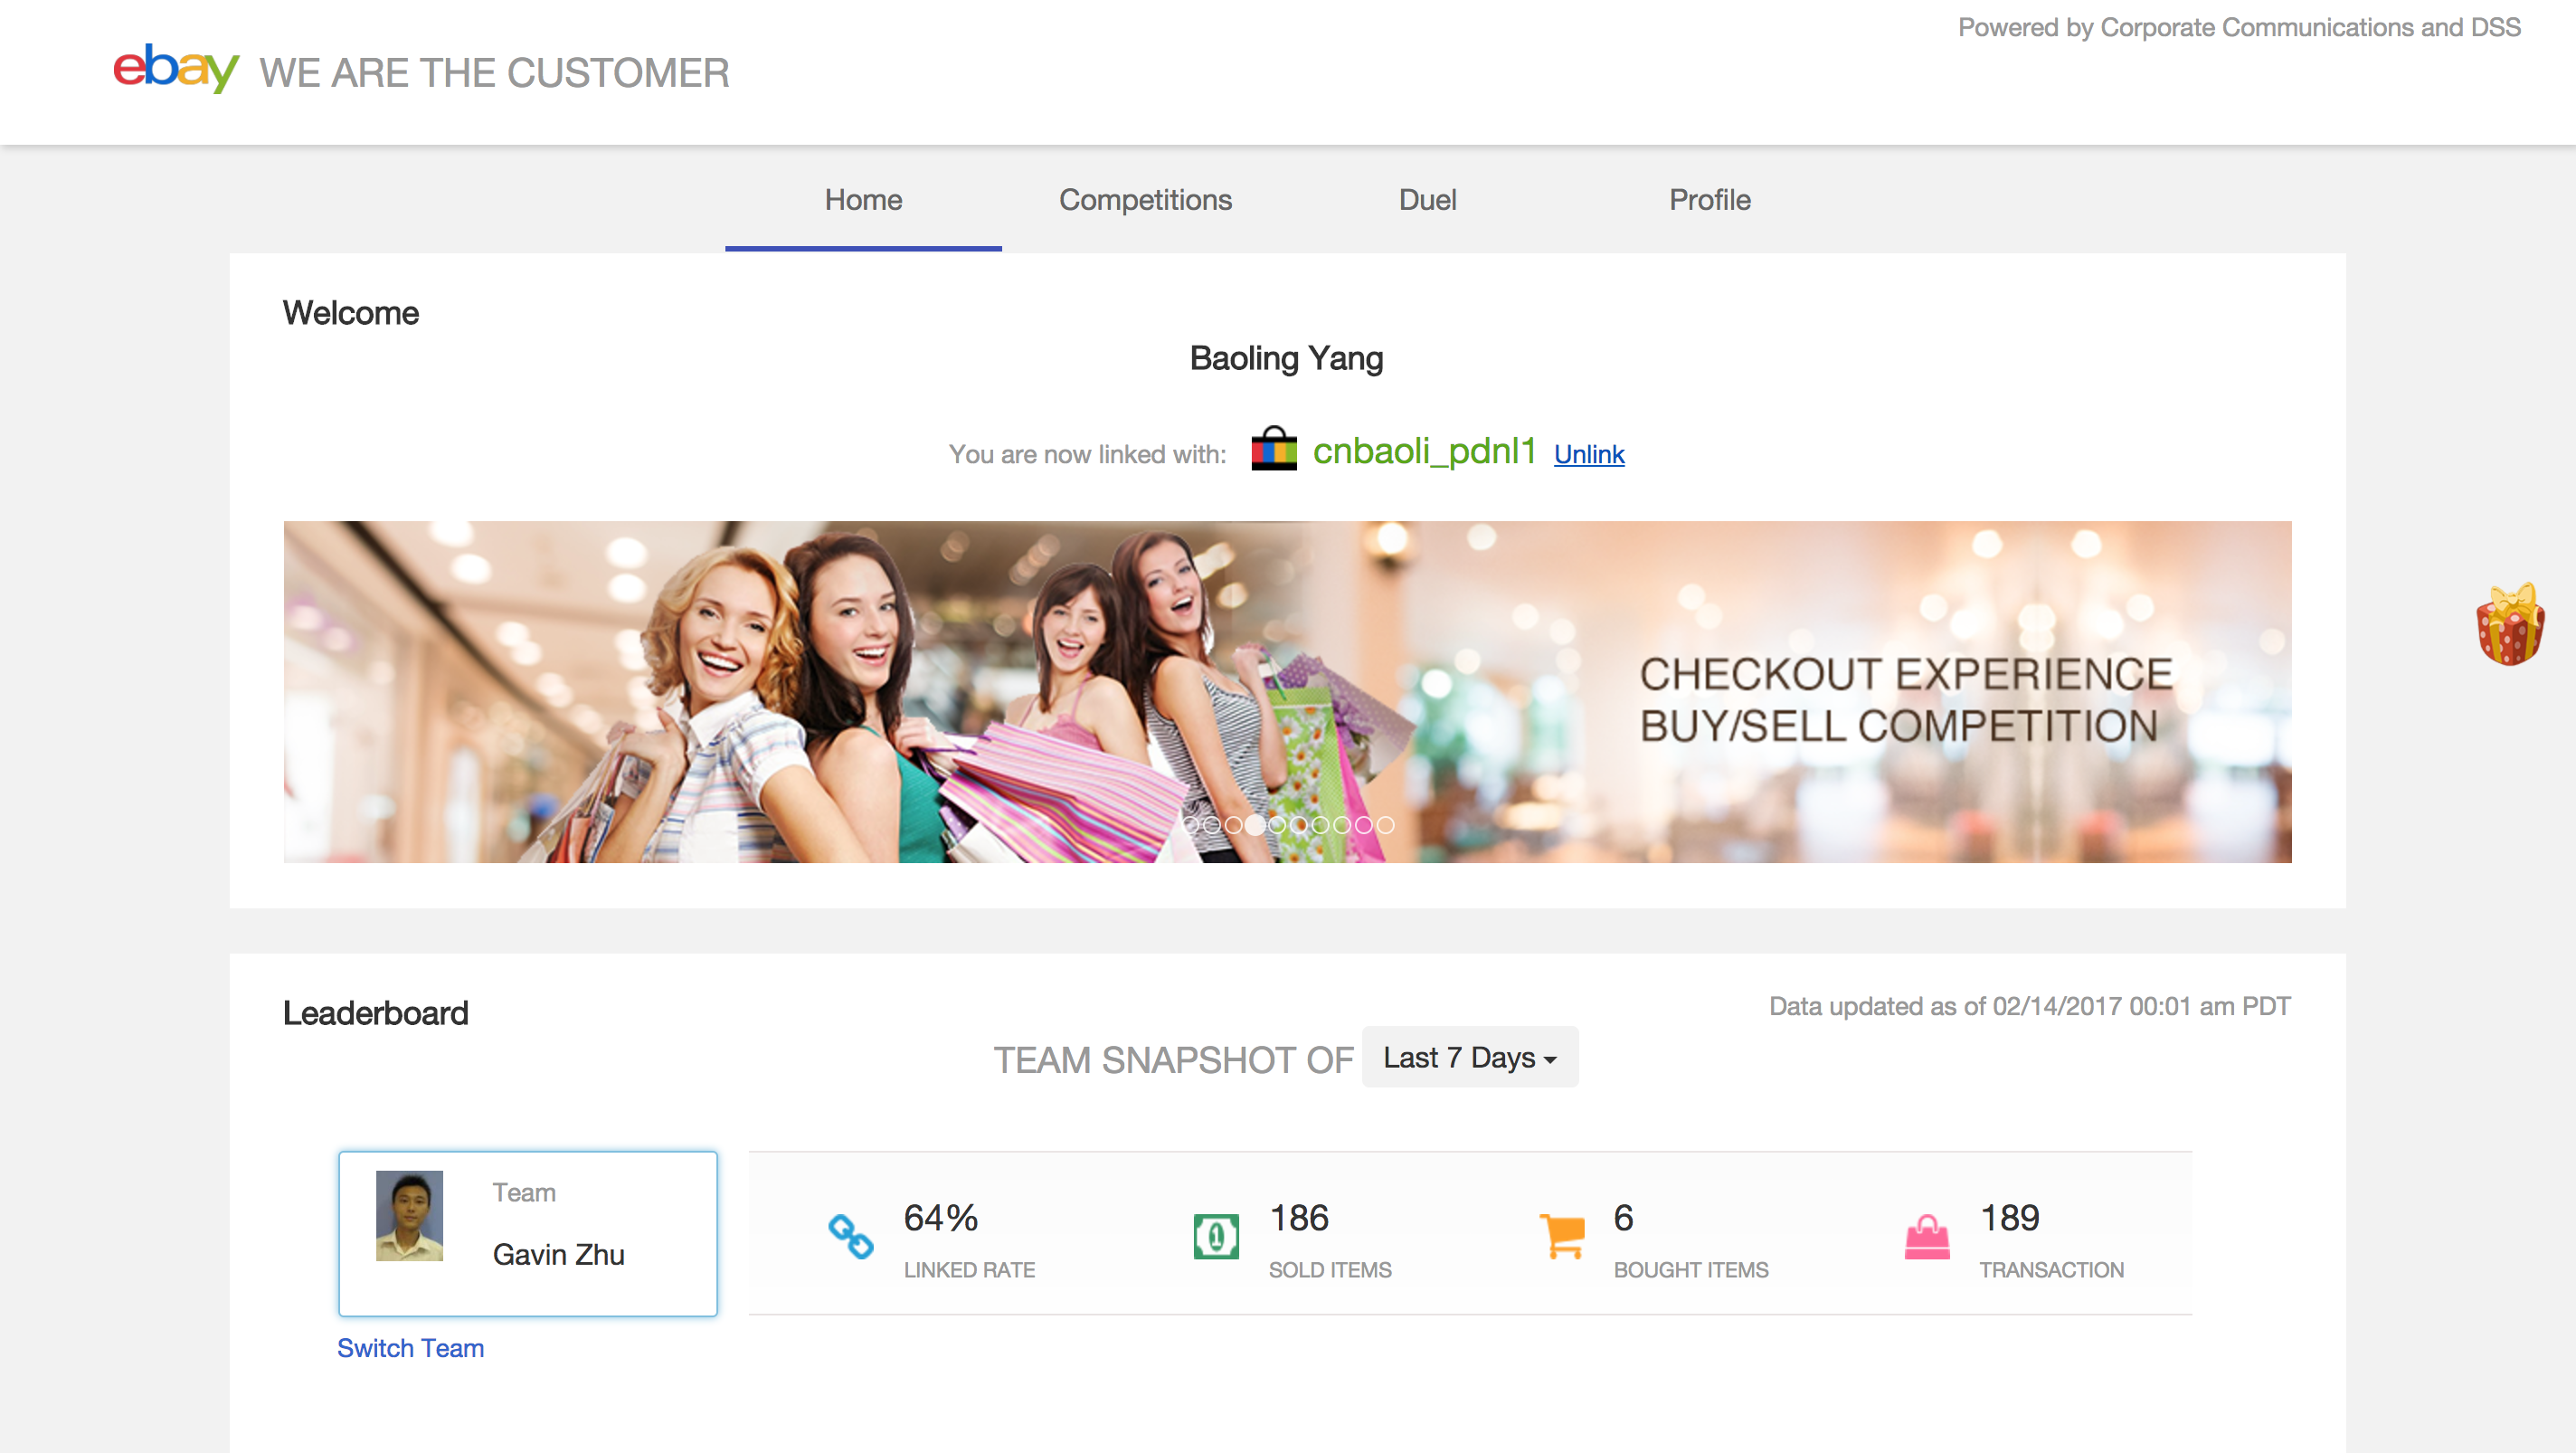 Powered by Corporate Communications and DSS
ebay WE ARE THE CUSTOMER
Home Competitions Duel Profile
Welcome
Baoling Yang
You are now linked with: cnbaoli_pdnl1 Unlink
CHECKOUT EXPERIENCE
BUY/SELL COMPETITION
Leaderboard
Data updated as of 02/14/2017 00:01 am PDT
TEAM SNAPSHOT OF Last 7 Days
Team
Gavin Zhu
64%
LINKED RATE
1
186
SOLD ITEMS
6
BOUGHT ITEMS
189
TRANSACTION
Switch Team